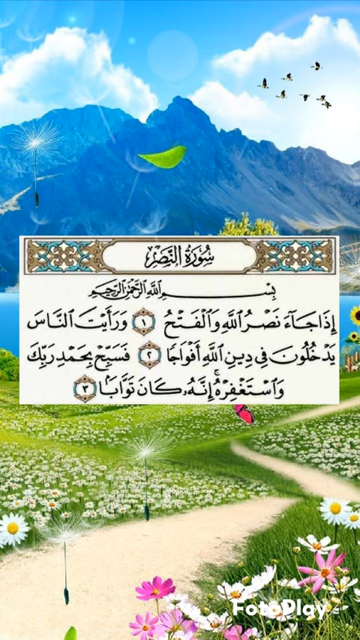 سُورَةُ النَّصْرِ
بِسْمِ اللَّهِ الرَّحْمَٰنِ الرَّحِيمِ
إِذَا جَاءَ نَصْرُ اللَّهِ وَالْفَتْحُ ١ وَرَأَيْتَ النَّاسَ
يَدْخُلُونَ فِي دِينِ اللَّهِ أَفْوَاجًا ٢ فَسَبِّحْ بِحَمْدِ رَبِّكَ
وَاسْتَغْفِرْهُ إِنَّهُ كَانَ تَوَّابًا ٣
FotoPlay